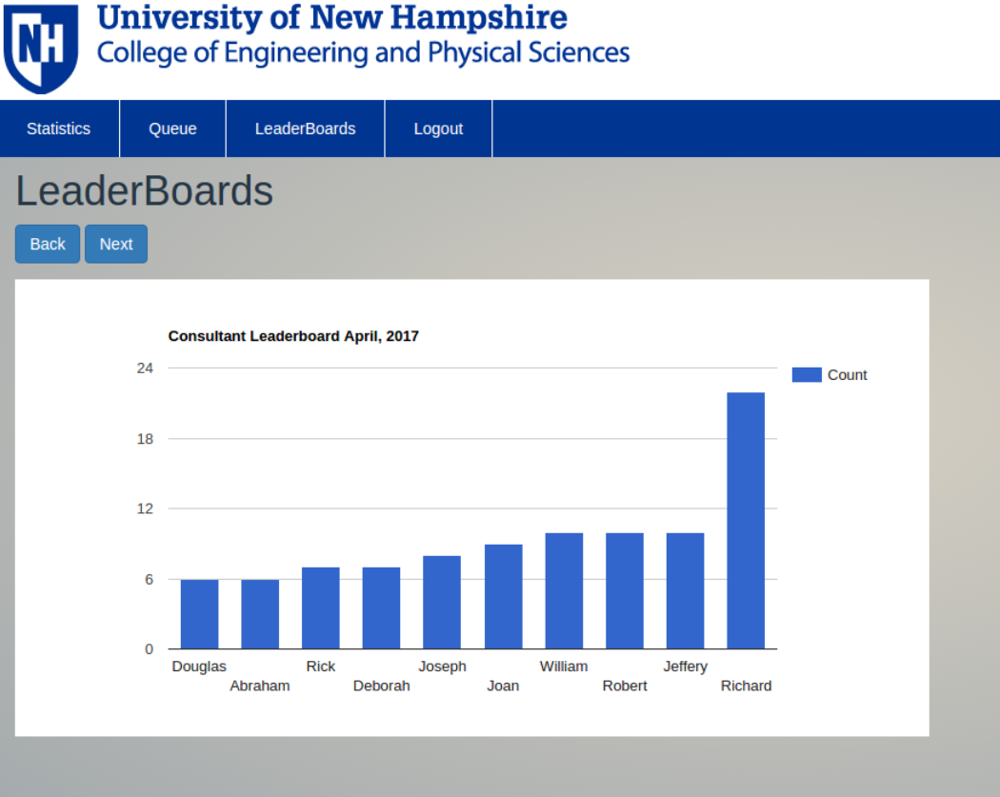 NH
University of New Hampshire
College of Engineering and Physical Sciences
Statistics Queue LeaderBoards Logout
LeaderBoards
Back Next
Consultant Leaderboard April, 2017
24
Count
18
12
6
0
Douglas Rick Joseph William Jeffery
Abraham Deborah Joan Robert Richard